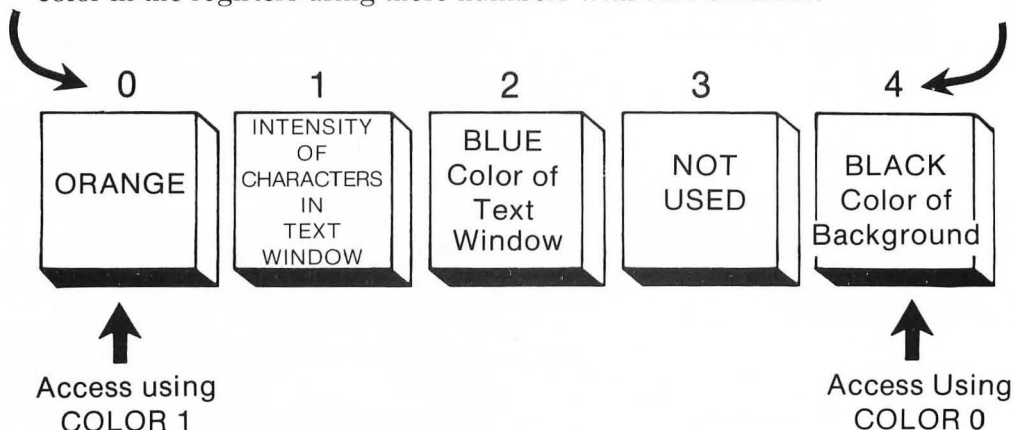 0 1 2 3 4
ORANGE
INTENSITY
OF
CHARACTERS
IN
TEXT
WINDOW
BLUE
Color of
Text
Window
NOT
USED
BLACK
Color of
Background
Access using
COLOR 1
Access Using
COLOR 0